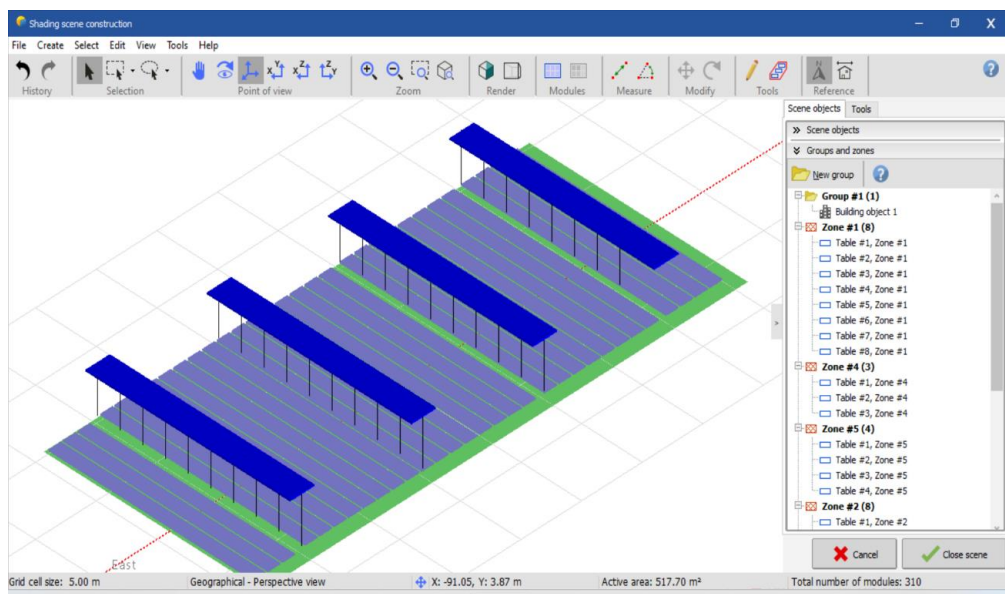 Shading scene construction
File Create Select Edit View Tools Help
History Selection Point of view Zoom Render Modules Measure Modify Tools Reference
Scene objects Tools
Scene objects
Groups and zones
New group
Group #1 (1)
Building object 1
Zone #1 (8)
Table #1, Zone #1
Table #2, Zone #1
Table #3, Zone #1
Table #4, Zone #1
Table #5, Zone #1
Table #6, Zone #1
Table #7, Zone #1
Table #8, Zone #1
Zone #4 (3)
Table #1, Zone #4
Table #2, Zone #4
Table #3, Zone #4
Zone #5 (4)
Table #1, Zone #5
Table #2, Zone #5
Table #3, Zone #5
Table #4, Zone #5
Zone #2 (8)
Table #1, Zone #2
East
Cancel Close scene
Grid cell size: 5.00 m Geographical - Perspective view X: -91.05, Y: 3.87 m Active area: 517.70 m² Total number of modules: 310